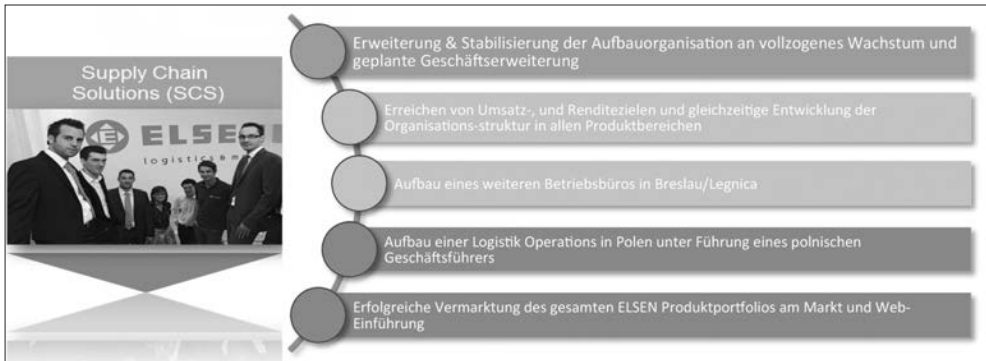 Supply Chain
Solutions (SCS)
ELSEN
logistics & m
Erweiterung & Stabilisierung der Aufbauorganisation an vollzogenes Wachstum und
geplante Geschäftserweiterung
Erreichen von Umsatz-, und Renditezielen und gleichzeitige Entwicklung der
Organisations-struktur in allen Produktbereichen
Aufbau eines weiteren Betriebsbüros in Breslau/Legnica
Aufbau einer Logistik Operations in Polen unter Führung eines polnischen
Geschäftsführers
Erfolgreiche Vermarktung des gesamten ELSEN Produktportfolios am Markt und Web-
Einführung